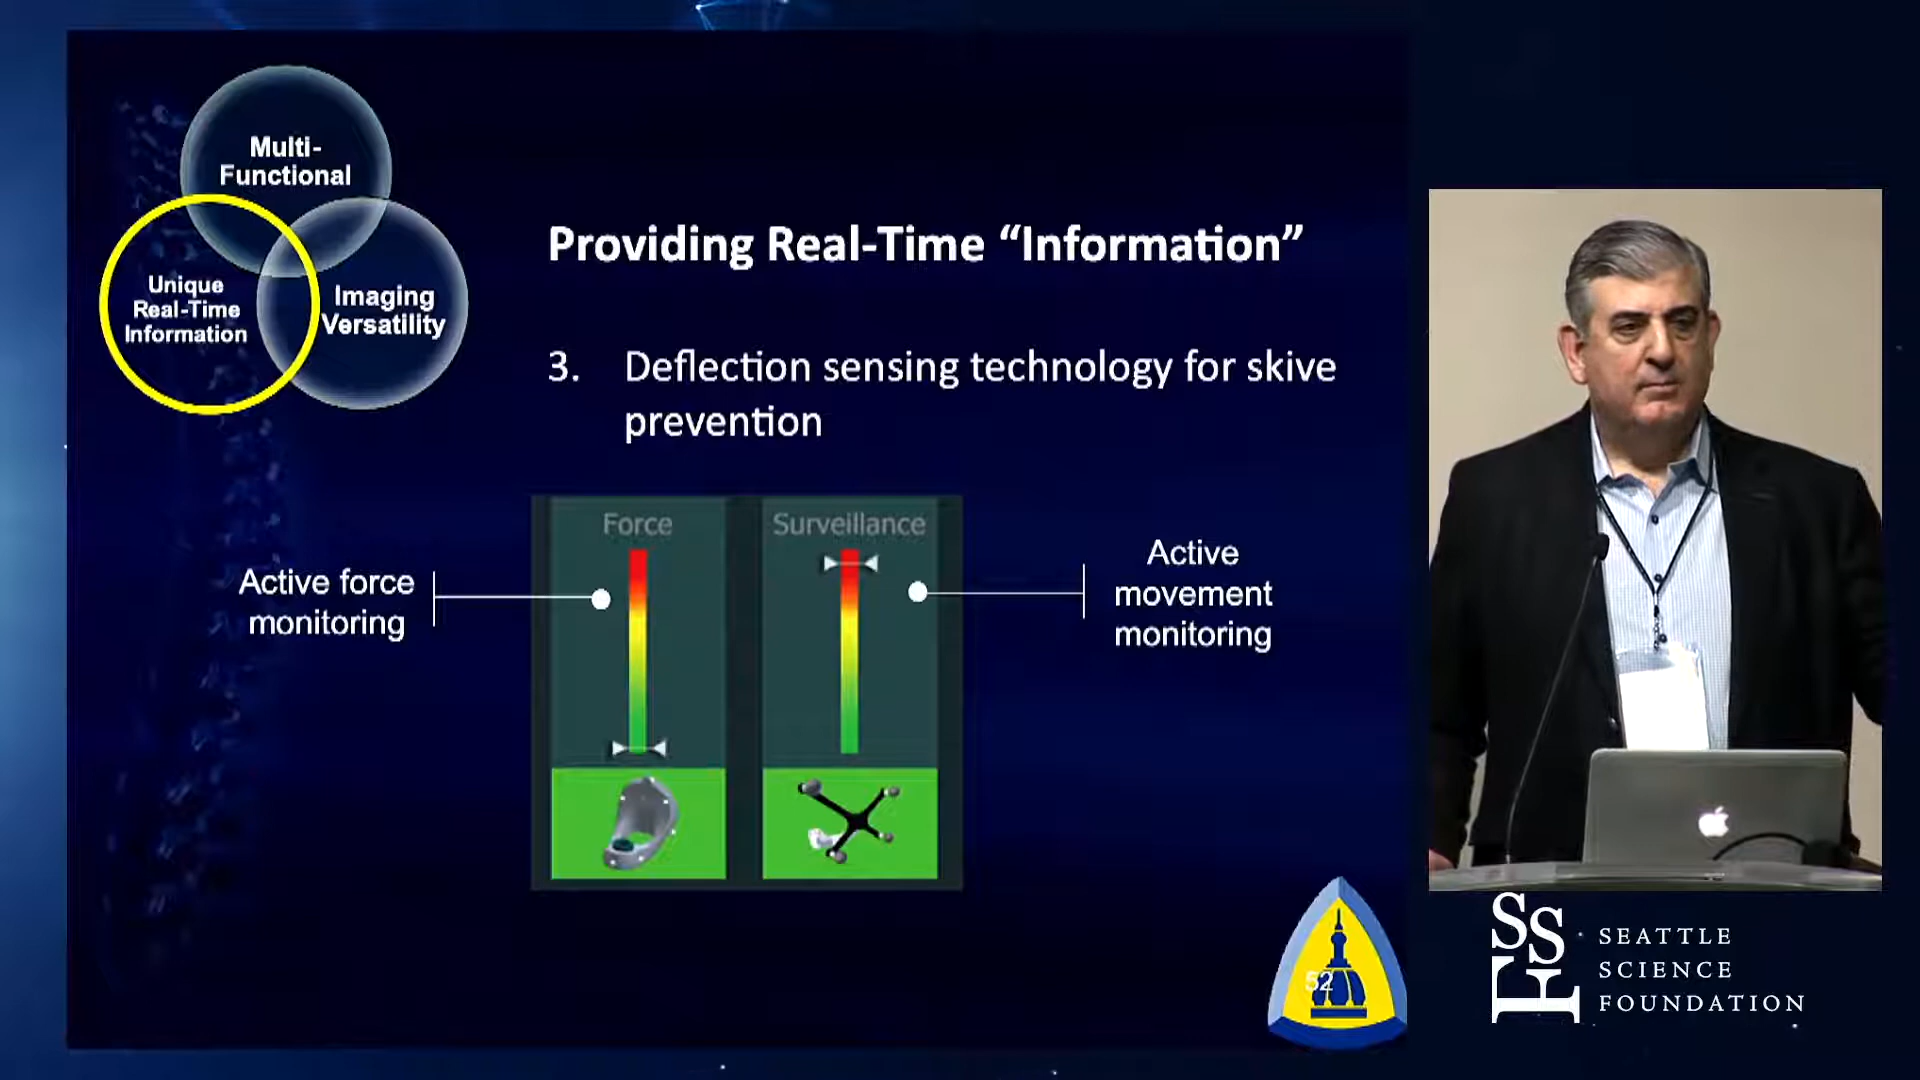 Multi-
Functional
Unique
Real-Time
Information
Imaging
Versatility
Providing Real-Time “Information”
3. Deflection sensing technology for skive
prevention
Force
Surveillance
Active force
monitoring
Active
movement
monitoring
52
SSF
SEATTLE
SCIENCE
FOUNDATION